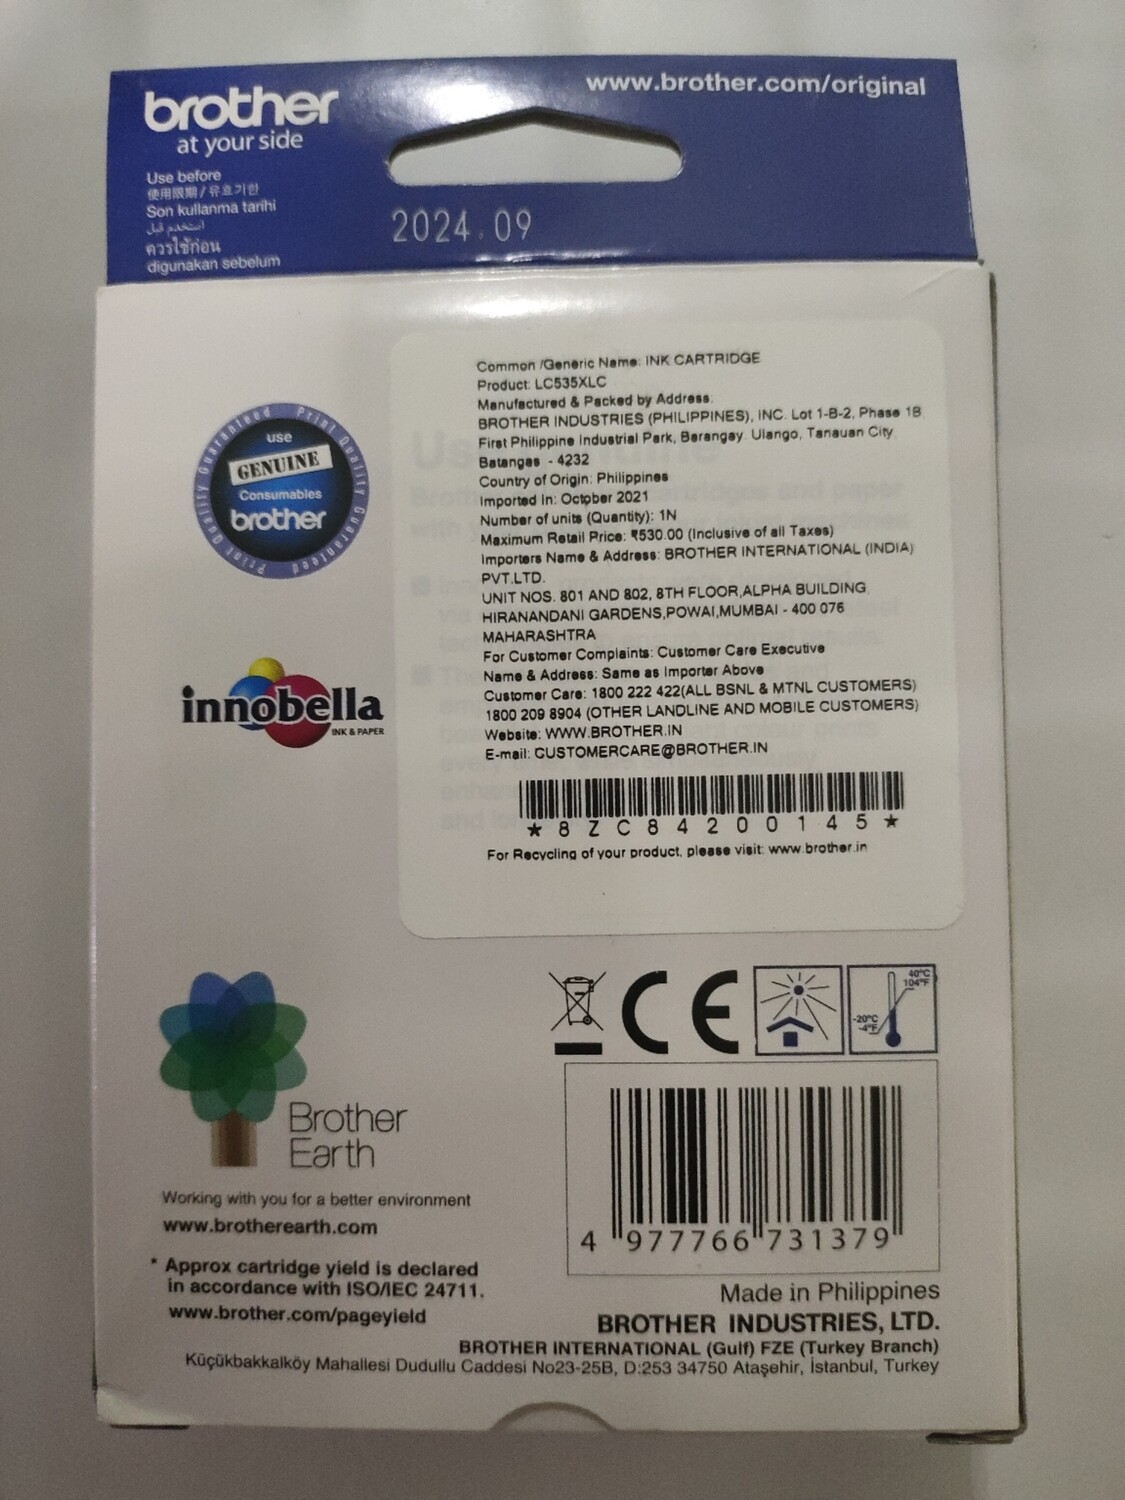 brother
at your side
www.brother.com/original
Use before
使用限期 / 유효기한
Son kullanma tarihi
استخدم قبل
ควรใช้ก่อน
digunakan sebelum
2024.09
Common /Generic Name: INK CARTRIDGE
Product: LC535XLC
Manufactured & Packed by Address.
BROTHER INDUSTRIES (PHILIPPINES), INC. Lot 1-B-2, Phase 1B
First Philippine Industrial Park, Barangay. Ulango, Tanauan City
Batangas - 4232
Country of Origin: Philippines
Imported In: October 2021
Number of units (Quantity): 1N
Maximum Retail Price: ₹530.00 (Inclusive of all Taxes)
Importers Name & Address: BROTHER INTERNATIONAL (INDIA)
PVT.LTD.
UNIT NOS. 801 AND 802, 8TH FLOOR,ALPHA BUILDING,
HIRANANDANI GARDENS,POWAI,MUMBAI - 400 076
MAHARASHTRA
For Customer Complaints: Customer Care Executive
Name & Address: Same as Importer Above
Customer Care: 1800 222 422(ALL BSNL & MTNL CUSTOMERS)
1800 209 8904 (OTHER LANDLINE AND MOBILE CUSTOMERS)
Website: WWW.BROTHER.IN
E-mail: CUSTOMERCARE@BROTHER.IN
*8ZC84200145*
For Recycling of your product, please visit: www.brother.in
Print Quality Guaranteed Print Quality Guaranteed
use
GENUINE
Consumables
brother
innobella
INK & PAPER
CE
40°C
104°F
-20°C
-4°F
Brother
Earth
Working with you for a better environment
www.brotherearth.com
* Approx cartridge yield is declared
in accordance with ISO/IEC 24711.
www.brother.com/pageyield
4 977766 731379
Made in Philippines
BROTHER INDUSTRIES, LTD.
BROTHER INTERNATIONAL (Gulf) FZE (Turkey Branch)
Küçükbakkalköy Mahallesi Dudullu Caddesi No23-25B, D:253 34750 Ataşehir, İstanbul, Turkey